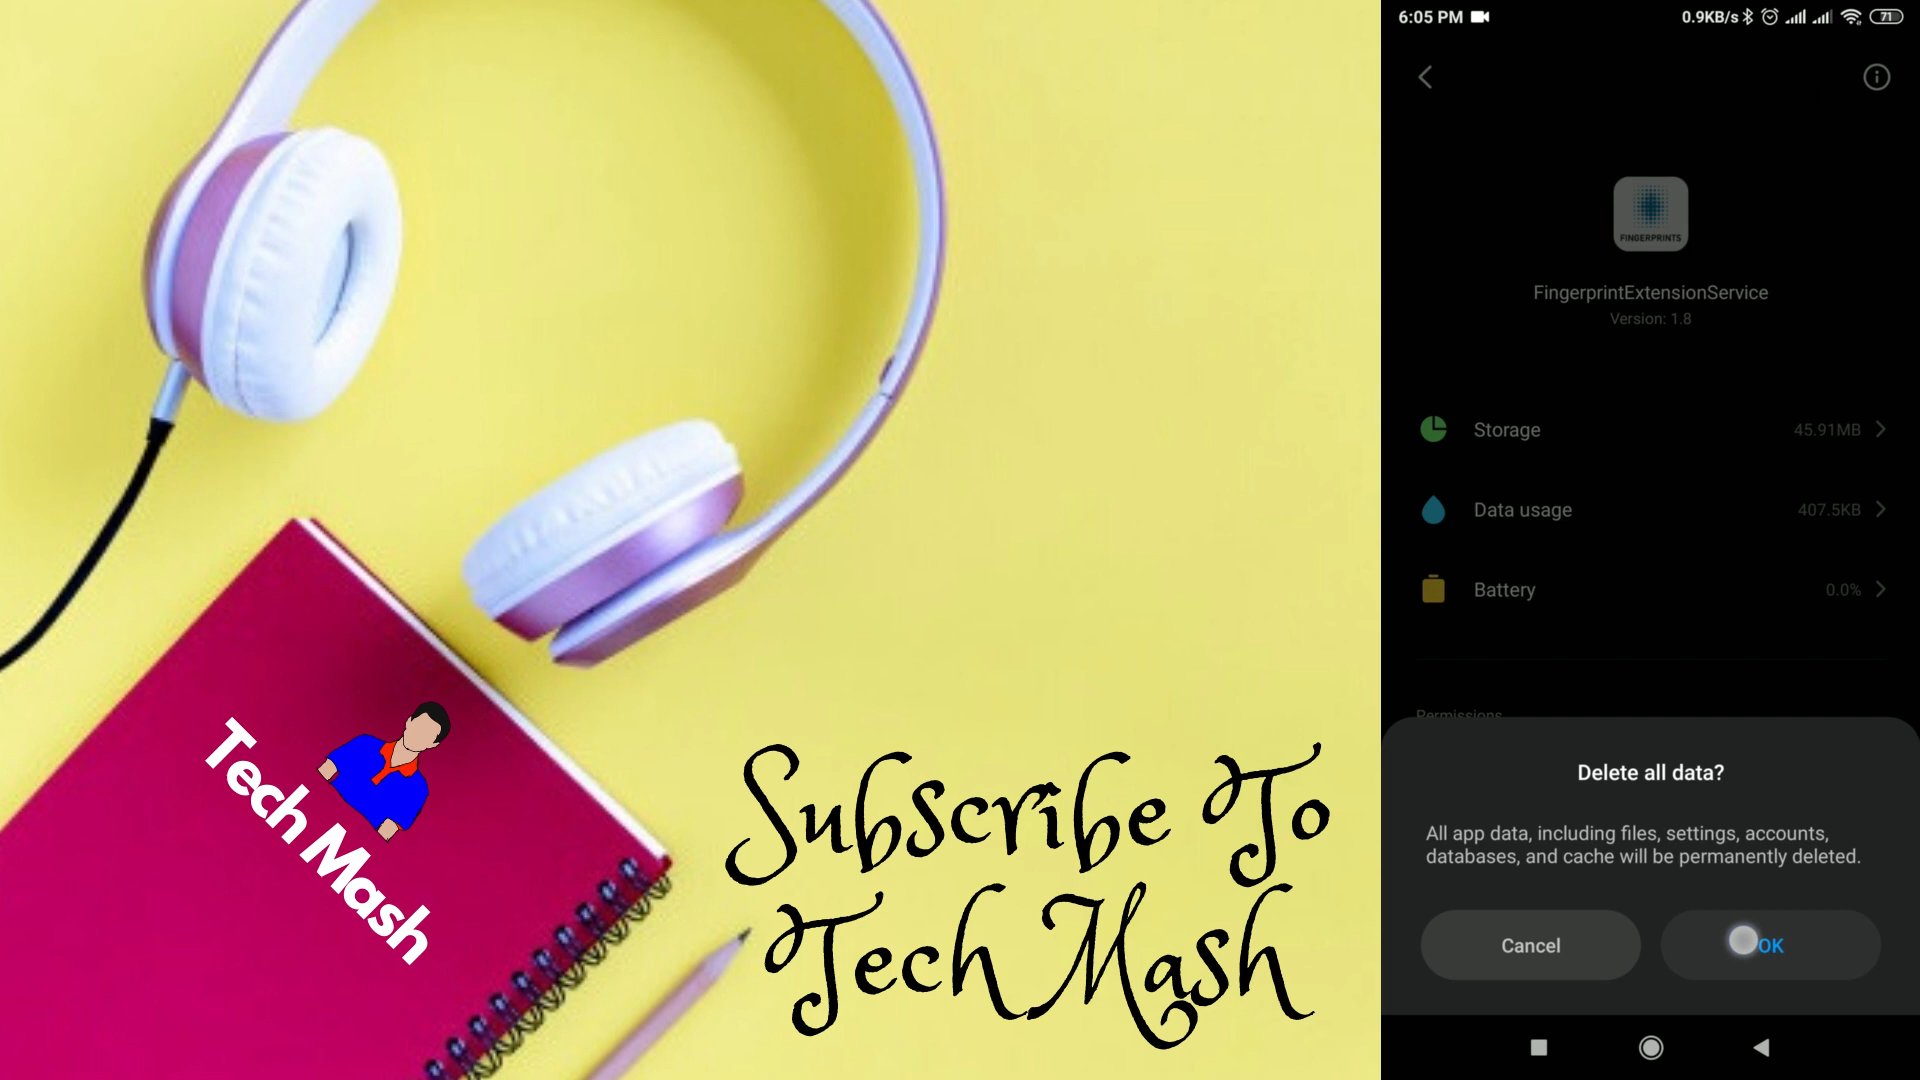 Tech Mash
Subscribe To
Tech Mash
6:05 PM
0.9KB/s
71
FINGERPRINTS
FingerprintExtensionService
Version: 1.8
Storage
45.91MB
Data usage
407.5KB
Battery
0.0%
Permissions
Delete all data?
All app data, including files, settings, accounts,
databases, and cache will be permanently deleted.
Cancel
OK